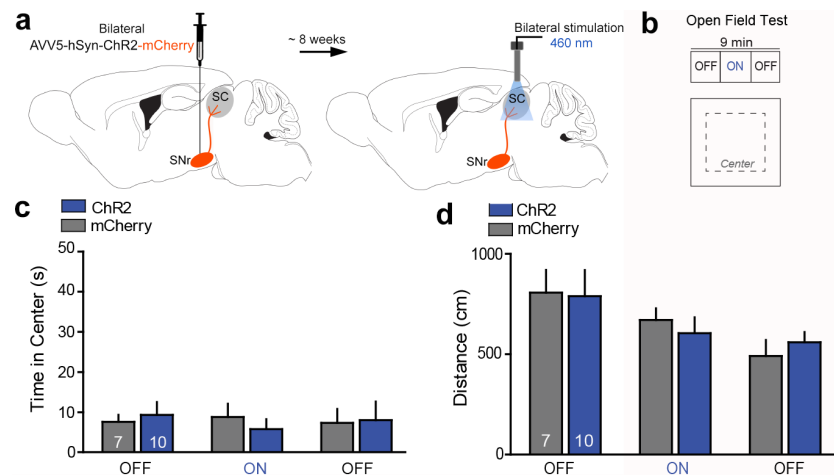 a
Bilateral
AVV5-hSyn-ChR2-mCherry
~ 8 weeks
Bilateral stimulation
460 nm
SC
SNr
SC
SNr
b
Open Field Test
9 min
OFF ON OFF
Center
c
ChR2
mCherry
Time in Center (s)
50
40
30
20
10
0
7 10
OFF ON OFF
d
ChR2
mCherry
Distance (cm)
1000
500
0
7 10
OFF ON OFF